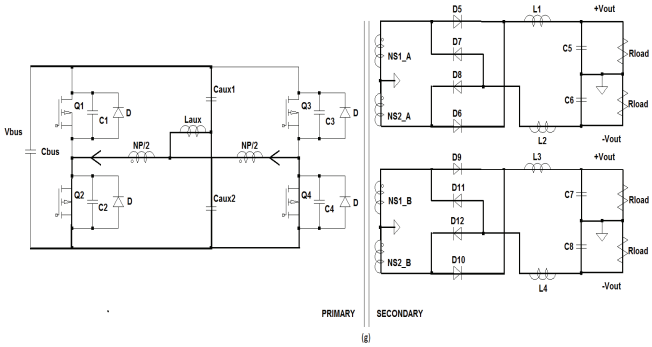 D5
L1
+Vout
D7
NS1_A
C5
Rload
D8
Q1
C1
D
Caux1
Q3
C3
D
Laux
NS2_A
C6
Rload
D6
Vbus
L2
-Vout
Cbus
NP/2
NP/2
D9
L3
+Vout
Q2
C2
D
Caux2
Q4
C4
D
D11
NS1_B
C7
Rload
D12
NS2_B
C8
Rload
D10
L4
-Vout
PRIMARY
SECONDARY
(g)